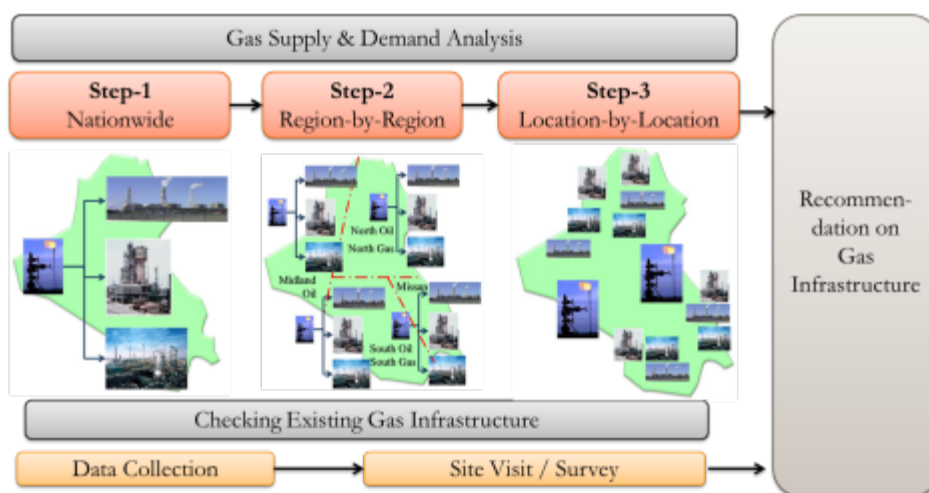 Gas Supply & Demand Analysis
Step-1
Nationwide
Step-2
Region-by-Region
Step-3
Location-by-Location
North Oil
North Gas
Midland
Oil
Missan
South Oil
South Gas
Recommen-
dation on
Gas
Infrastructure
Checking Existing Gas Infrastructure
Data Collection
Site Visit / Survey